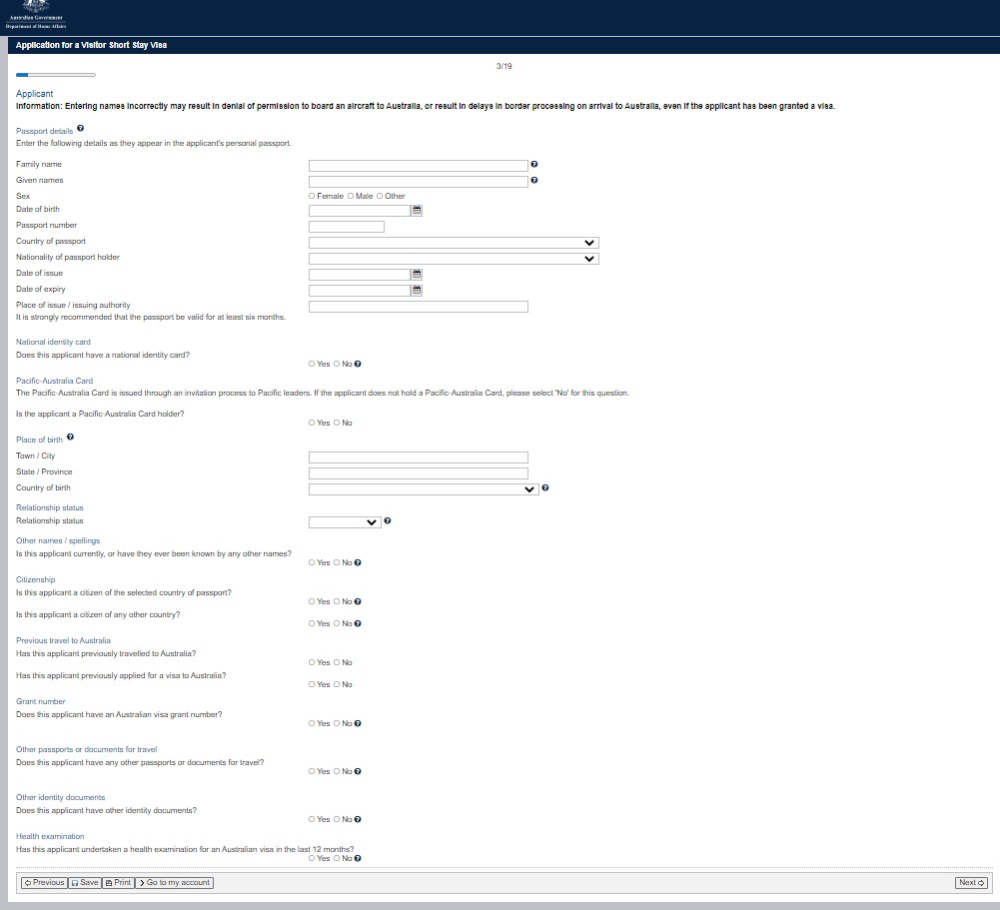 Australian Government
Department of Home Affairs
Application for a Visitor Short Stay Visa
3/19
Applicant
Information: Entering names incorrectly may result in denial of permission to board an aircraft to Australia, or result in delays in border processing on arrival to Australia, even if the applicant has been granted a visa.
Passport details ?
Enter the following details as they appear in the applicant's personal passport.
Family name ?
Given names ?
Sex Female Male Other
Date of birth
Passport number
Country of passport
Nationality of passport holder
Date of issue
Date of expiry
Place of issue / issuing authority
It is strongly recommended that the passport be valid for at least six months.
National identity card
Does this applicant have a national identity card?
Yes No ?
Pacific-Australia Card
The Pacific-Australia Card is issued through an invitation process to Pacific leaders. If the applicant does not hold a Pacific-Australia Card, please select 'No' for this question.
Is the applicant a Pacific-Australia Card holder?
Yes No
Place of birth ?
Town / City
State / Province
Country of birth ?
Relationship status
Relationship status ?
Other names / spellings
Is this applicant currently, or have they ever been known by any other names?
Yes No ?
Citizenship
Is this applicant a citizen of the selected country of passport?
Yes No ?
Is this applicant a citizen of any other country?
Yes No ?
Previous travel to Australia
Has this applicant previously travelled to Australia?
Yes No
Has this applicant previously applied for a visa to Australia?
Yes No
Grant number
Does this applicant have an Australian visa grant number?
Yes No ?
Other passports or documents for travel
Does this applicant have any other passports or documents for travel?
Yes No ?
Other identity documents
Does this applicant have other identity documents?
Yes No ?
Health examination
Has this applicant undertaken a health examination for an Australian visa in the last 12 months?
Yes No ?
Previous Save Print Go to my account Next